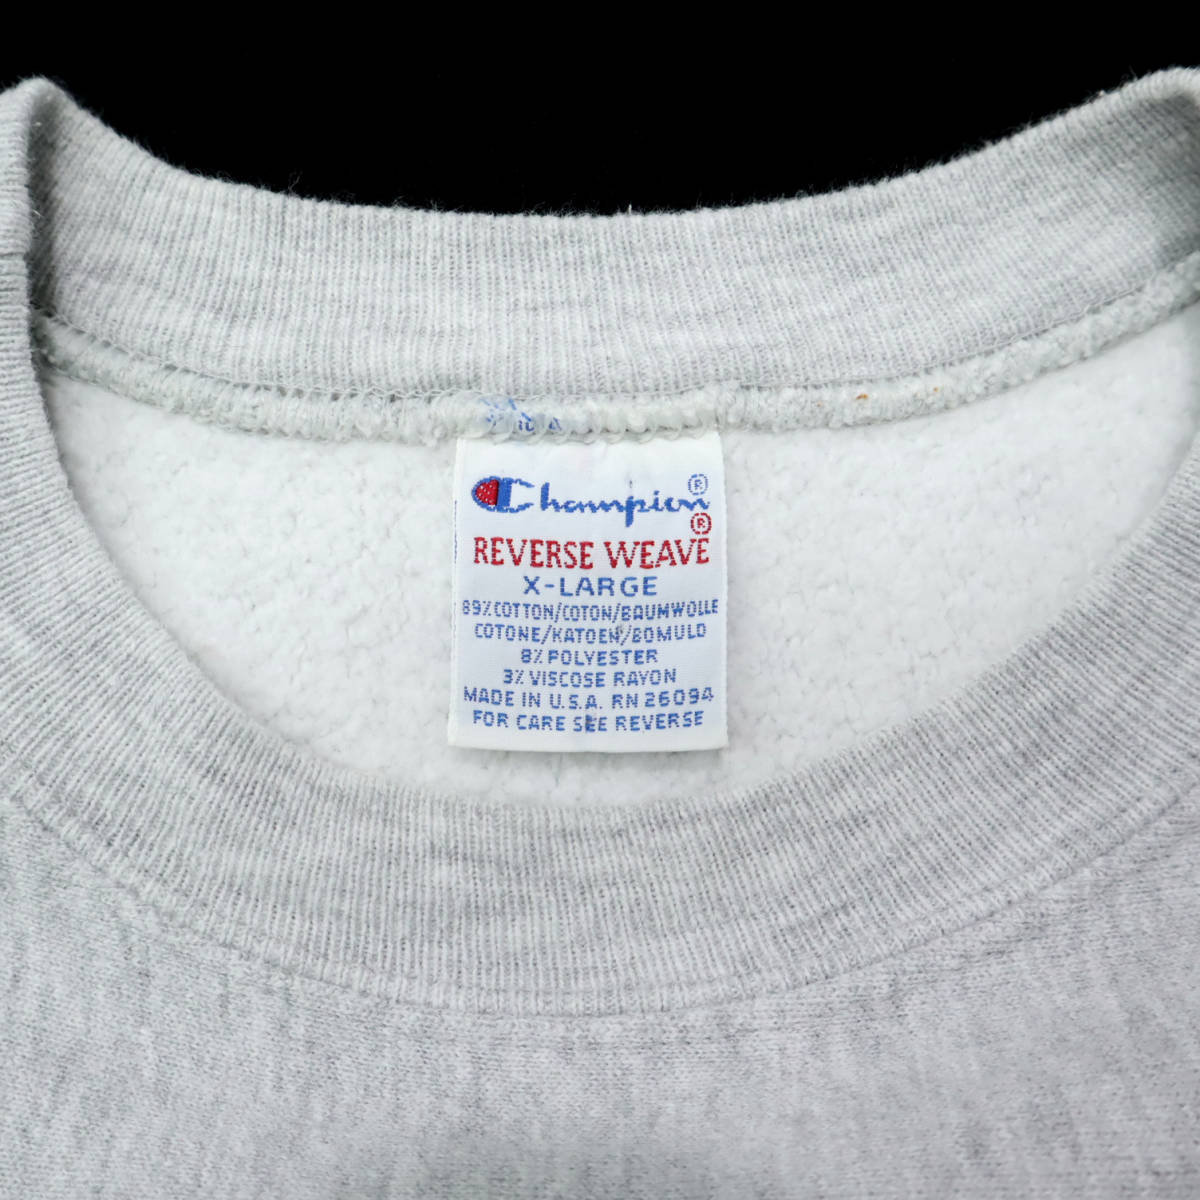 Champion®
REVERSE WEAVE®
X-LARGE
89% COTTON/COTON/BAUMWOLLE
COTONE/KATOEN/BOMULD
8% POLYESTER
3% VISCOSE RAYON
MADE IN U.S.A. RN 26094
FOR CARE SEE REVERSE